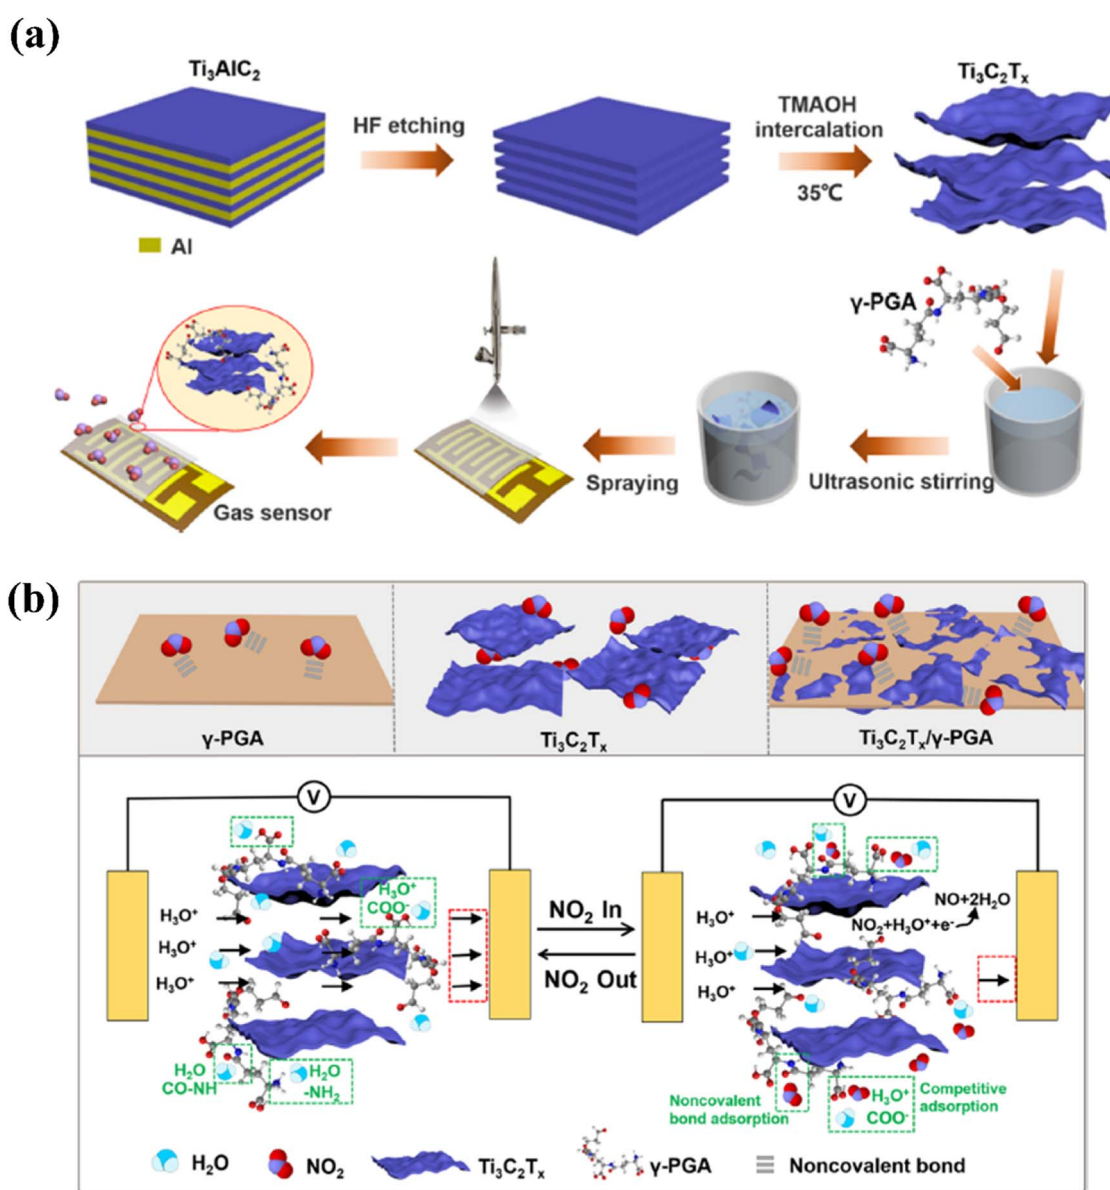 (a)
Ti₃AlC₂
HF etching
TMAOH
intercalation
35℃
Ti₃C₂Tₓ
Al
γ-PGA
Gas sensor
Spraying
Ultrasonic stirring
(b)
γ-PGA
Ti₃C₂Tₓ
Ti₃C₂Tₓ/γ-PGA
V
V
H₃O⁺
COO⁻
H₃O⁺
H₃O⁺
H₃O⁺
H₂O
CO-NH
H₂O
-NH₂
NO₂ In
NO₂ Out
H₃O⁺
H₃O⁺
H₃O⁺
NO+2H₂O
NO₂+H₃O⁺+e⁻
Noncovalent
bond adsorption
H₃O⁺
COO⁻
Competitive
adsorption
H₂O
NO₂
Ti₃C₂Tₓ
γ-PGA
Noncovalent bond